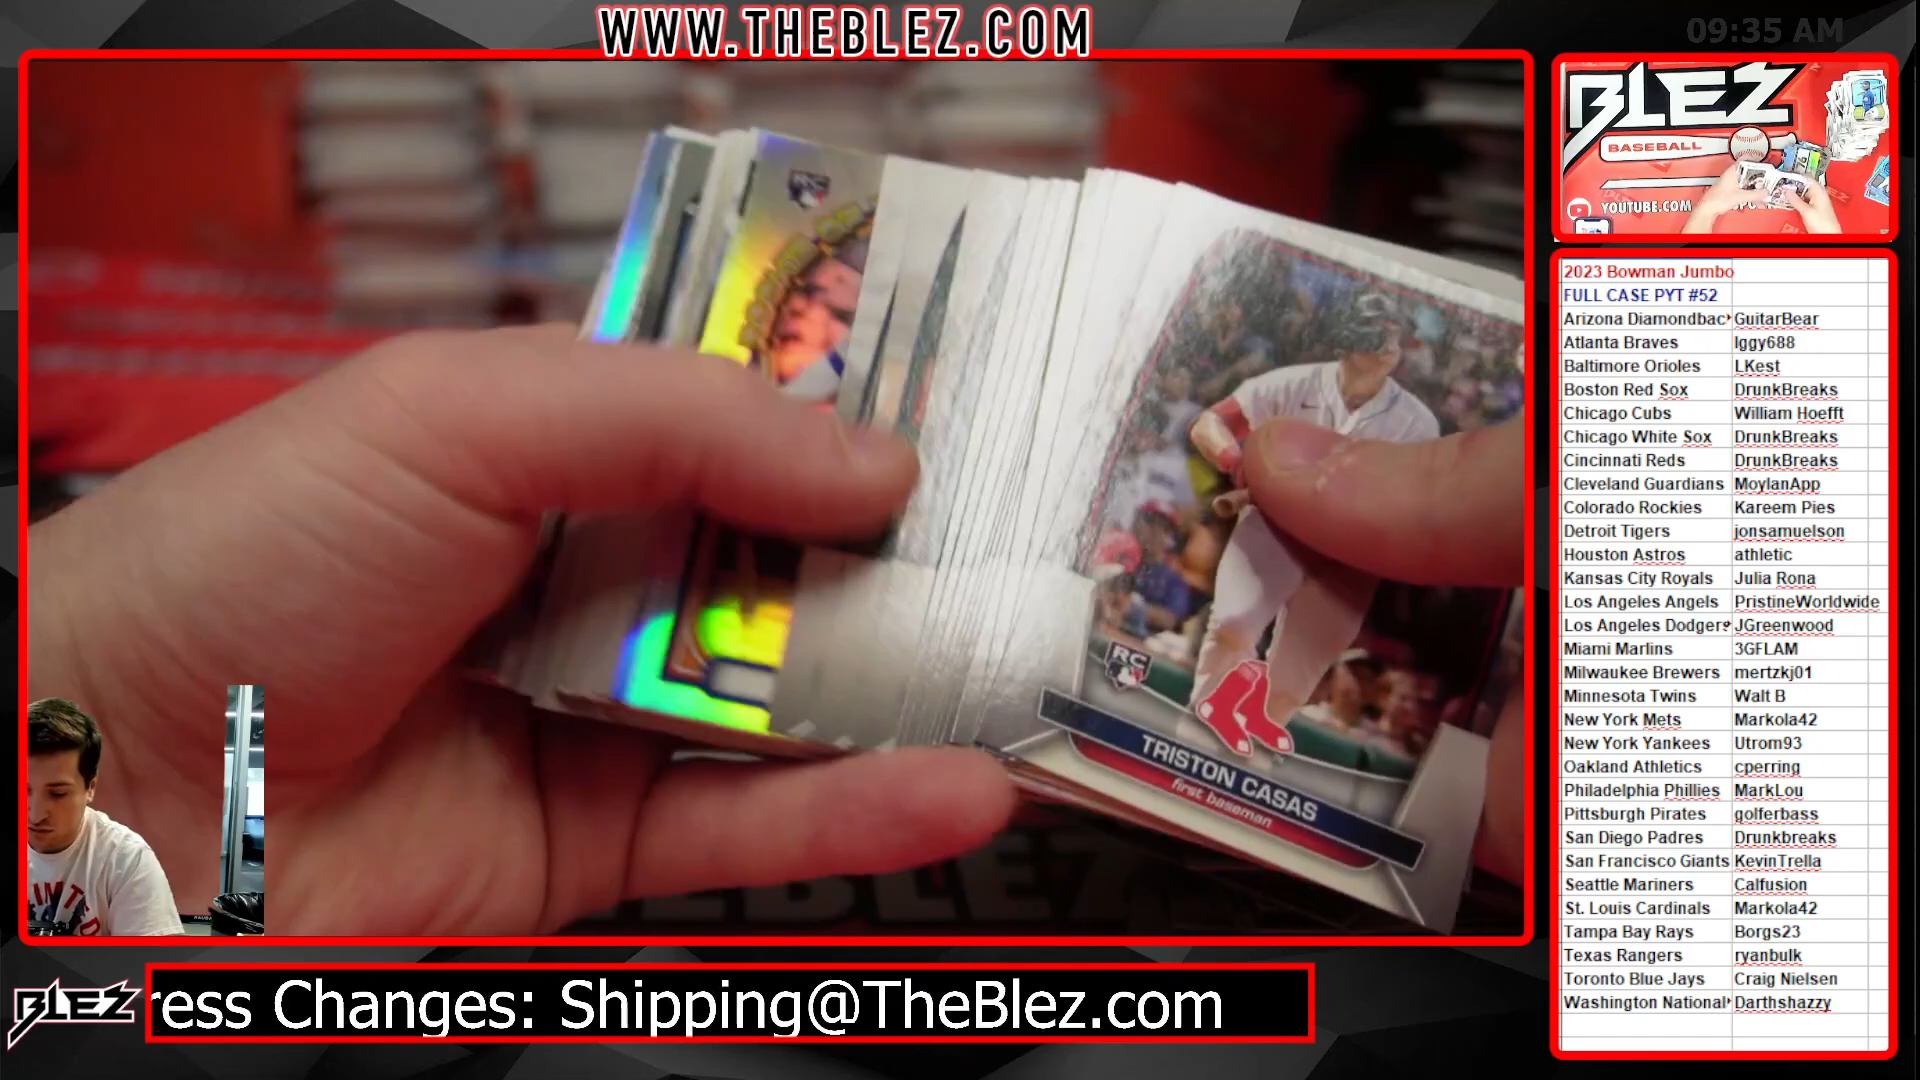 WWW.THEBLEZ.COM
09:35 AM
BLEZ
BASEBALL
YOUTUBE.COM
2023 Bowman Jumbo
FULL CASE PYT #52
Arizona Diamondbac GuitarBear
Atlanta Braves Iggy688
Baltimore Orioles LKest
Boston Red Sox DrunkBreaks
Chicago Cubs William Hoefft
Chicago White Sox DrunkBreaks
Cincinnati Reds DrunkBreaks
Cleveland Guardians MoylanApp
Colorado Rockies Kareem Pies
Detroit Tigers jonsamuelson
Houston Astros athletic
Kansas City Royals Julia Rona
Los Angeles Angels PristineWorldwide
Los Angeles Dodgers JGreenwood
Miami Marlins 3GFLAM
Milwaukee Brewers mertzkj01
Minnesota Twins Walt B
New York Mets Markola42
New York Yankees Utrom93
Oakland Athletics cperring
Philadelphia Phillies MarkLou
Pittsburgh Pirates golferbass
San Diego Padres Drunkbreaks
San Francisco Giants KevinTrella
Seattle Mariners Calfusion
St. Louis Cardinals Markola42
Tampa Bay Rays Borgs23
Texas Rangers ryanbulk
Toronto Blue Jays Craig Nielsen
Washington National Darthshazzy
RC
RC
TRISTON CASAS
first baseman
BLEZ
ress Changes: Shipping@TheBlez.com